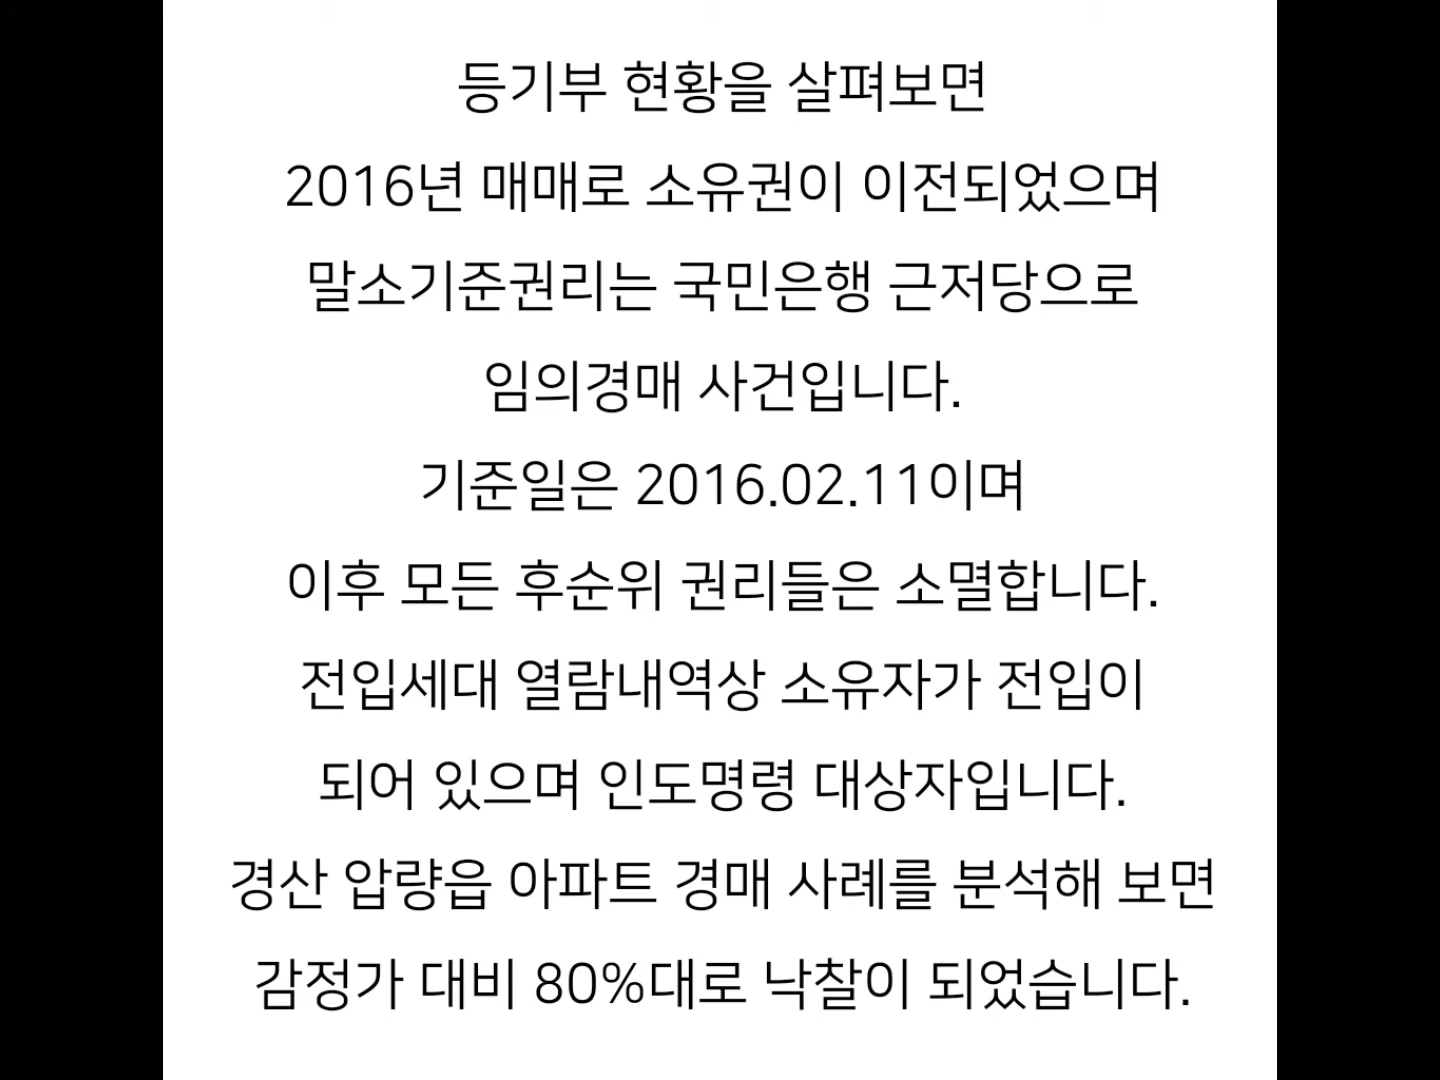 등기부 현황을 살펴보면
2016년 매매로 소유권이 이전되었으며
말소기준권리는 국민은행 근저당으로
임의경매 사건입니다.
기준일은 2016.02.11이며
이후 모든 후순위 권리들은 소멸합니다.
전입세대 열람내역상 소유자가 전입이
되어 있으며 인도명령 대상자입니다.
경산 압량읍 아파트 경매 사례를 분석해 보면
감정가 대비 80%대로 낙찰이 되었습니다.